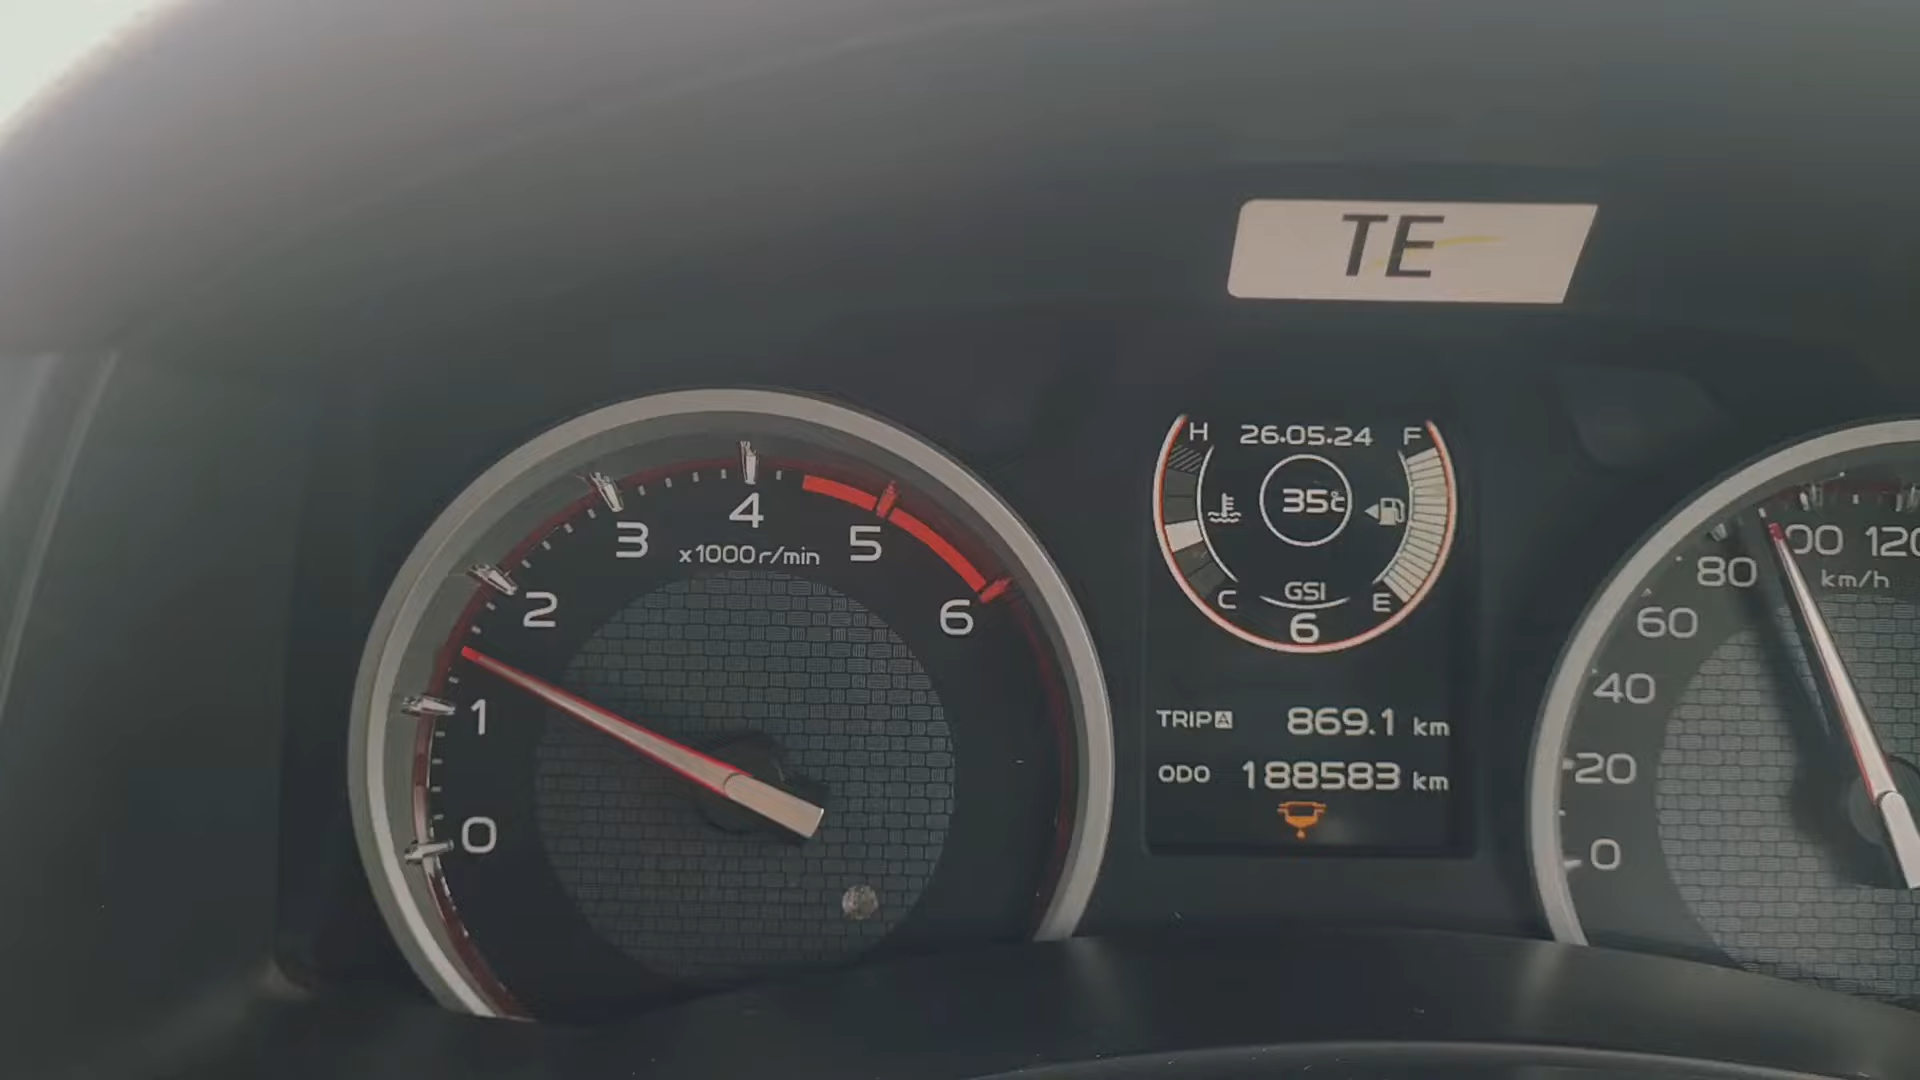 TE
H 26.05.24 F
35℃
GSI
C 6 E
TRIP A 869.1 km
ODO 188583 km
0 1 2 3 4 5 6
x1000 r/min
0 20 40 60 80 120
km/h